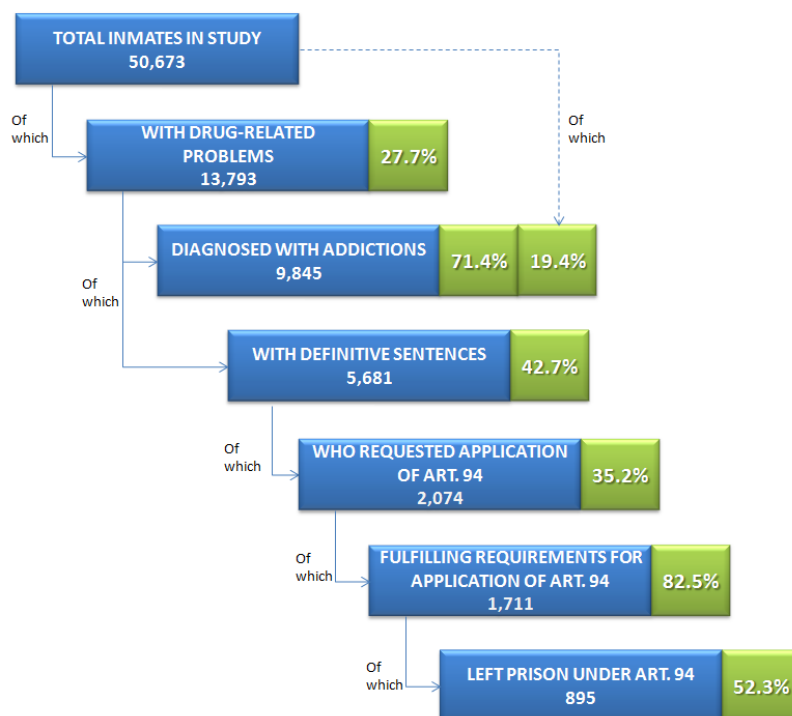 TOTAL INMATES IN STUDY
50,673
Of
which
WITH DRUG-RELATED
PROBLEMS
13,793
27.7%
Of
which
DIAGNOSED WITH ADDICTIONS
9,845
71.4%
19.4%
Of
which
WITH DEFINITIVE SENTENCES
5,681
42.7%
Of
which
WHO REQUESTED APPLICATION
OF ART. 94
2,074
35.2%
Of
which
FULFILLING REQUIREMENTS FOR
APPLICATION OF ART. 94
1,711
82.5%
Of
which
LEFT PRISON UNDER ART. 94
895
52.3%